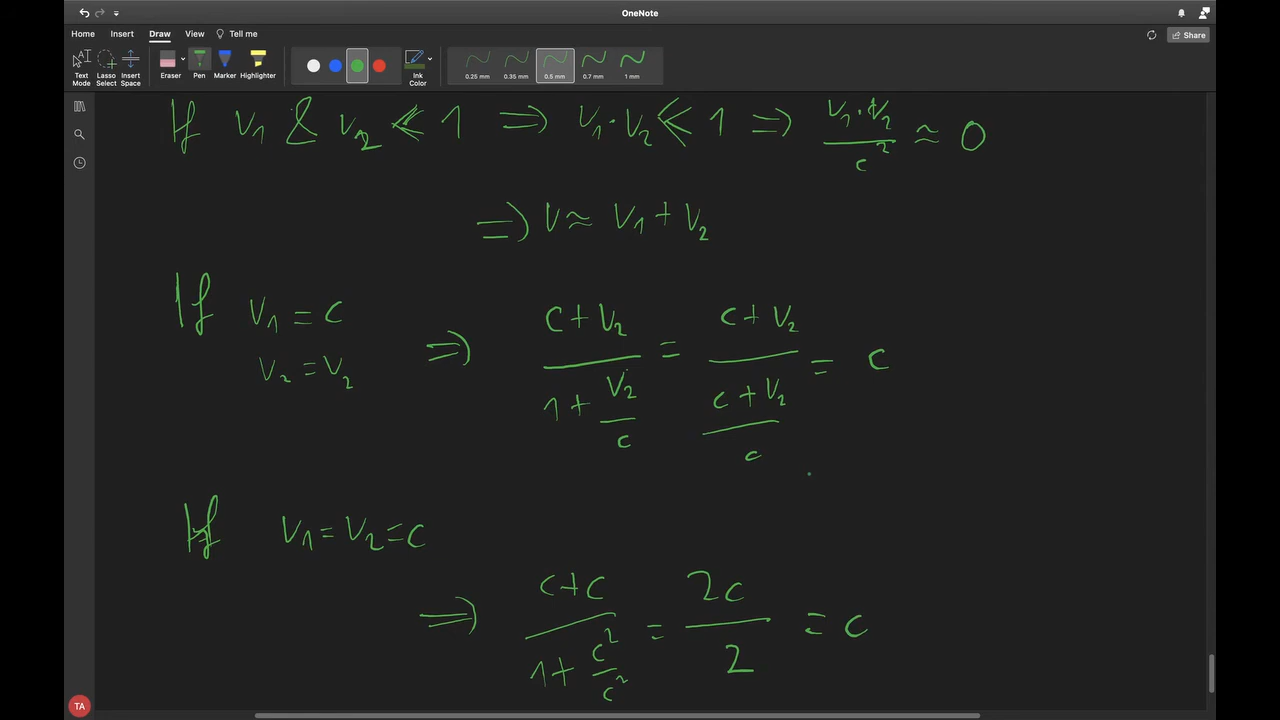 OneNote
Home Insert Draw View Tell me
Share
Text Mode Lasso Select Insert Space Eraser Pen Marker Highlighter Ink Color 0.25 mm 0.35 mm 0.5 mm 0.7 mm 1 mm
If V₁ & V₂ ≪ 1 ⟹ V₁·V₂ ≪ 1 ⟹ (V₁·V₂)/c² ≈ 0
⟹ V ≈ V₁ + V₂
If V₁ = c
V₂ = V₂
⟹ (c + V₂)/(1 + V₂/c) = (c + V₂)/((c + V₂)/c) = c
If V₁ = V₂ = c
⟹ (c + c)/(1 + c²/c²) = 2c/2 = c
TA